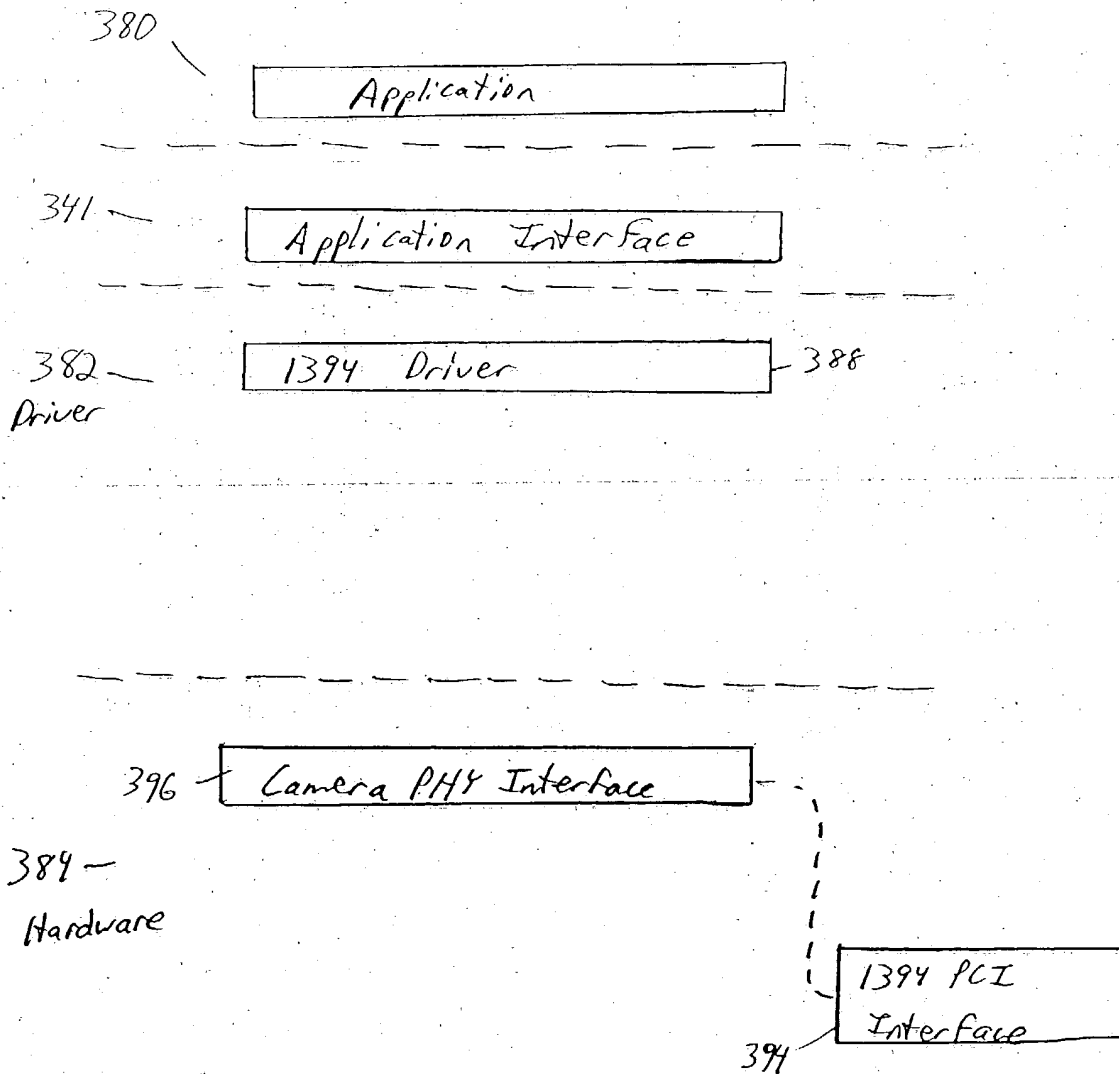 380
Application
341
Application Interface
382
Driver
1394 Driver
388
396
Camera PHY Interface
384
Hardware
1394 PCI
Interface
394